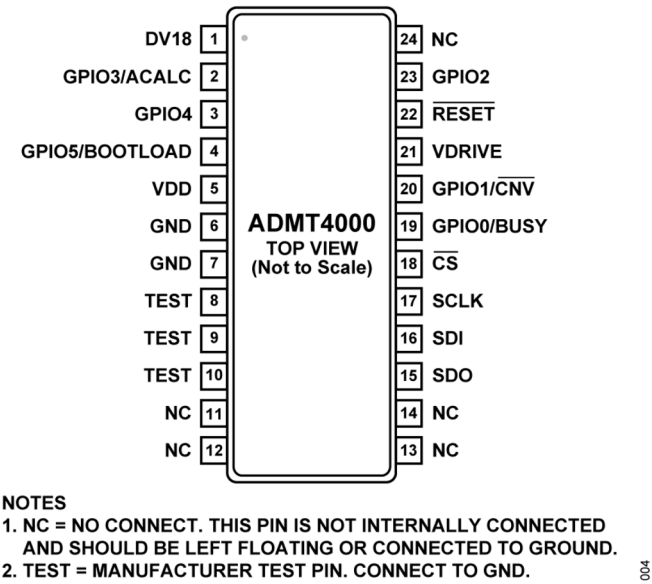 DV18 1
GPIO3/ACALC 2
GPIO4 3
GPIO5/BOOTLOAD 4
VDD 5
GND 6
GND 7
TEST 8
TEST 9
TEST 10
NC 11
NC 12
ADMT4000
TOP VIEW
(Not to Scale)
24 NC
23 GPIO2
22 RESET
21 VDRIVE
20 GPIO1/CNV
19 GPIO0/BUSY
18 CS
17 SCLK
16 SDI
15 SDO
14 NC
13 NC
NOTES
1. NC = NO CONNECT. THIS PIN IS NOT INTERNALLY CONNECTED
AND SHOULD BE LEFT FLOATING OR CONNECTED TO GROUND.
2. TEST = MANUFACTURER TEST PIN. CONNECT TO GND.
004